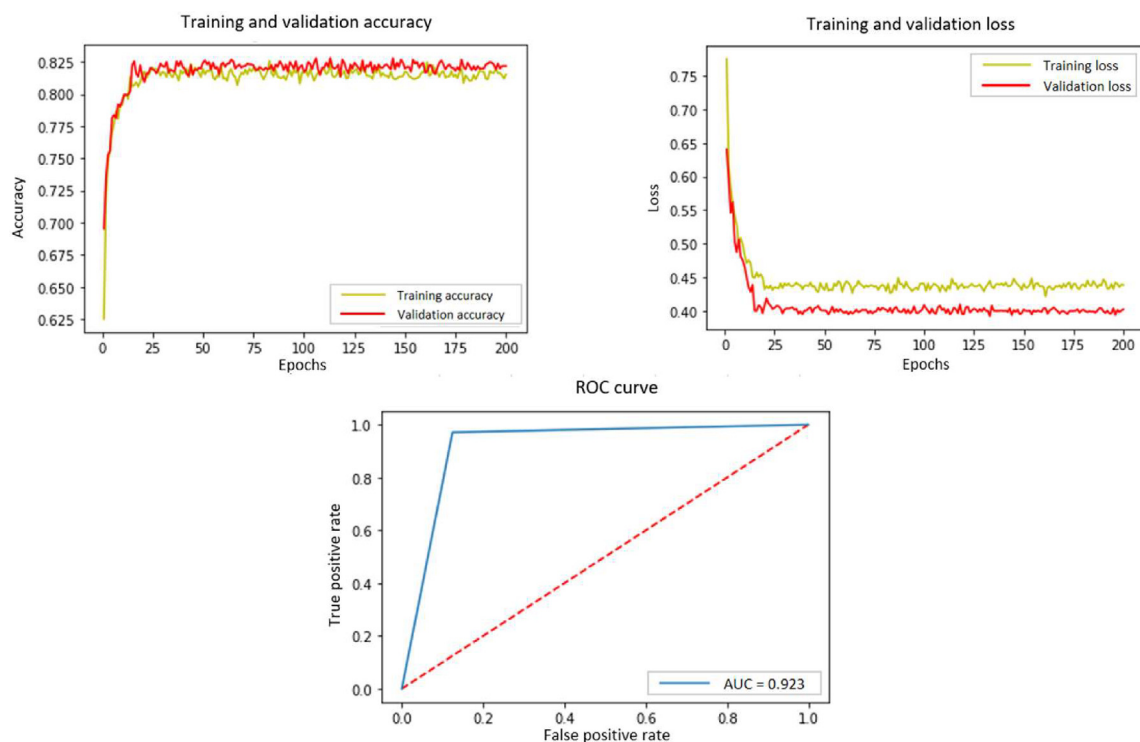 Training and validation accuracy
0.825
0.800
0.775
0.750
0.725
0.700
0.675
0.650
0.625
Accuracy
Training accuracy
Validation accuracy
0 25 50 75 100 125 150 175 200
Epochs
Training and validation loss
0.75
0.70
0.65
0.60
0.55
0.50
0.45
0.40
Loss
Training loss
Validation loss
0 25 50 75 100 125 150 175 200
Epochs
ROC curve
1.0
0.8
0.6
0.4
0.2
0.0
True positive rate
AUC = 0.923
0.0 0.2 0.4 0.6 0.8 1.0
False positive rate